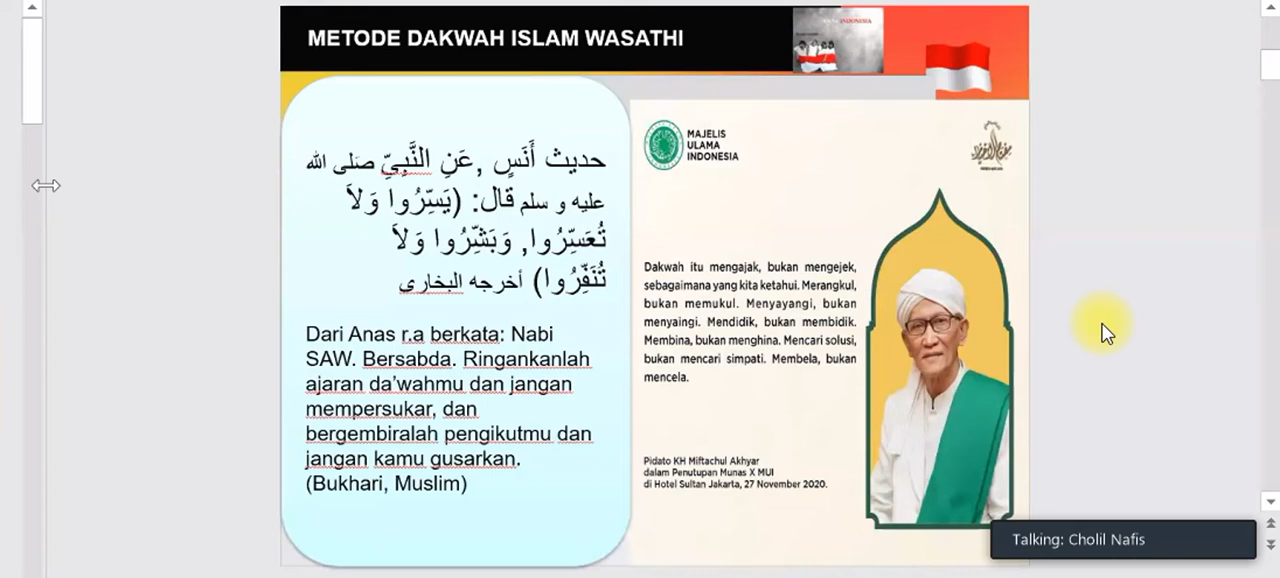 METODE DAKWAH ISLAM WASATHI
INDONESIA
حديث أَنَسٍ ,عَنِ النَّبِيِّ صَلى الله
عليه و سلم قال: (يَسِّرُوا وَلاَ
تُعَسِّرُوا, وَبَشِّرُوا وَلاَ
تُنَفِّرُوا) أخرجه البخارى
Dari Anas r.a berkata: Nabi
SAW. Bersabda. Ringankanlah
ajaran da’wahmu dan jangan
mempersukar, dan
bergembiralah pengikutmu dan
jangan kamu gusarkan.
(Bukhari, Muslim)
MAJELIS
ULAMA
INDONESIA
Dakwah itu mengajak, bukan mengejek,
sebagaimana yang kita ketahui. Merangkul,
bukan memukul. Menyayangi, bukan
menyaingi. Mendidik, bukan membidik.
Membina, bukan menghina. Mencari solusi,
bukan mencari simpati. Membela, bukan
mencela.
Pidato KH Miftachul Akhyar
dalam Penutupan Munas X MUI
di Hotel Sultan Jakarta, 27 November 2020.
Talking: Cholil Nafis